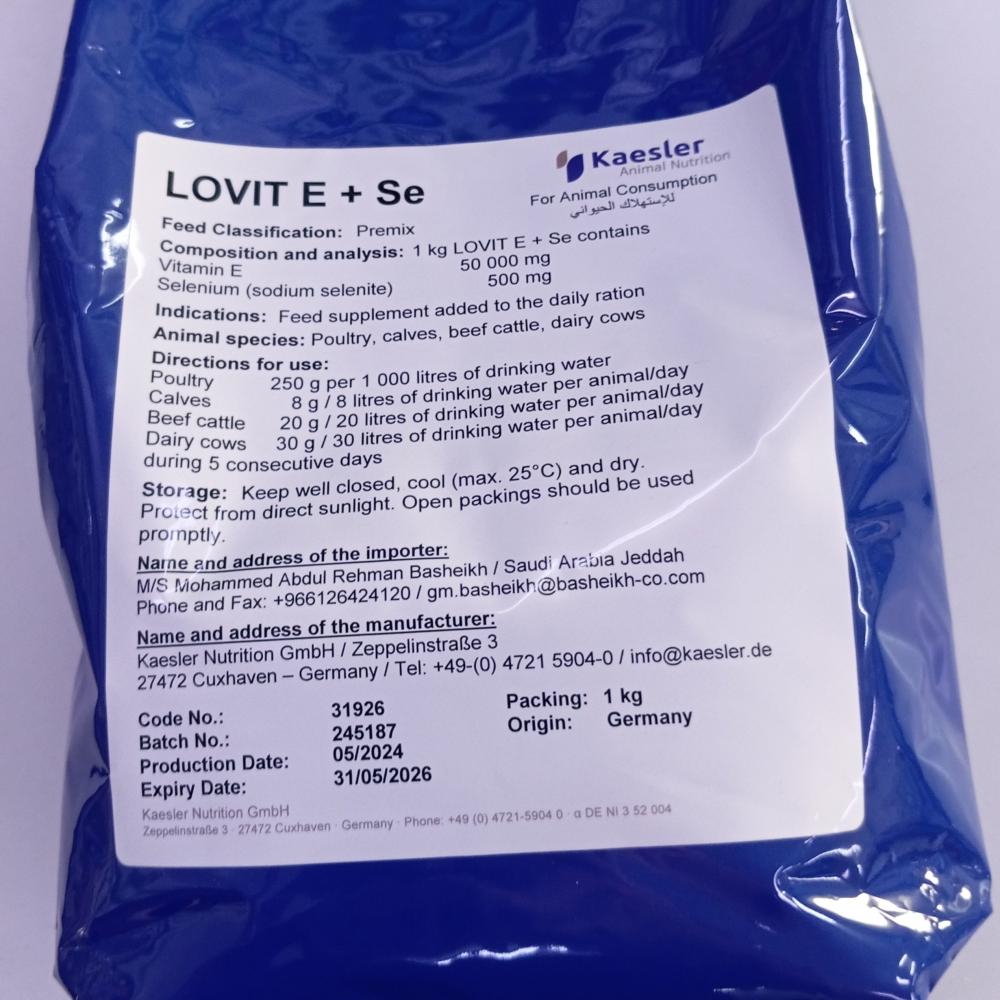 Kaesler
Animal Nutrition
LOVIT E + Se
For Animal Consumption
للإستهلاك الحيواني
Feed Classification: Premix
Composition and analysis: 1 kg LOVIT E + Se contains
Vitamin E 50 000 mg
Selenium (sodium selenite) 500 mg
Indications: Feed supplement added to the daily ration
Animal species: Poultry, calves, beef cattle, dairy cows
Directions for use:
Poultry 250 g per 1 000 litres of drinking water
Calves 8 g / 8 litres of drinking water per animal/day
Beef cattle 20 g / 20 litres of drinking water per animal/day
Dairy cows 30 g / 30 litres of drinking water per animal/day
during 5 consecutive days
Storage: Keep well closed, cool (max. 25°C) and dry.
Protect from direct sunlight. Open packings should be used
promptly.
Name and address of the importer:
M/S Mohammed Abdul Rehman Basheikh / Saudi Arabia Jeddah
Phone and Fax: +966126424120 / gm.basheikh@basheikh-co.com
Name and address of the manufacturer:
Kaesler Nutrition GmbH / Zeppelinstraße 3
27472 Cuxhaven – Germany / Tel: +49-(0) 4721 5904-0 / info@kaesler.de
Code No.: 31926 Packing: 1 kg
Batch No.: 245187 Origin: Germany
Production Date: 05/2024
Expiry Date: 31/05/2026
Kaesler Nutrition GmbH
Zeppelinstraße 3 · 27472 Cuxhaven · Germany · Phone: +49 (0) 4721-5904 0 · α DE NI 3 52 004